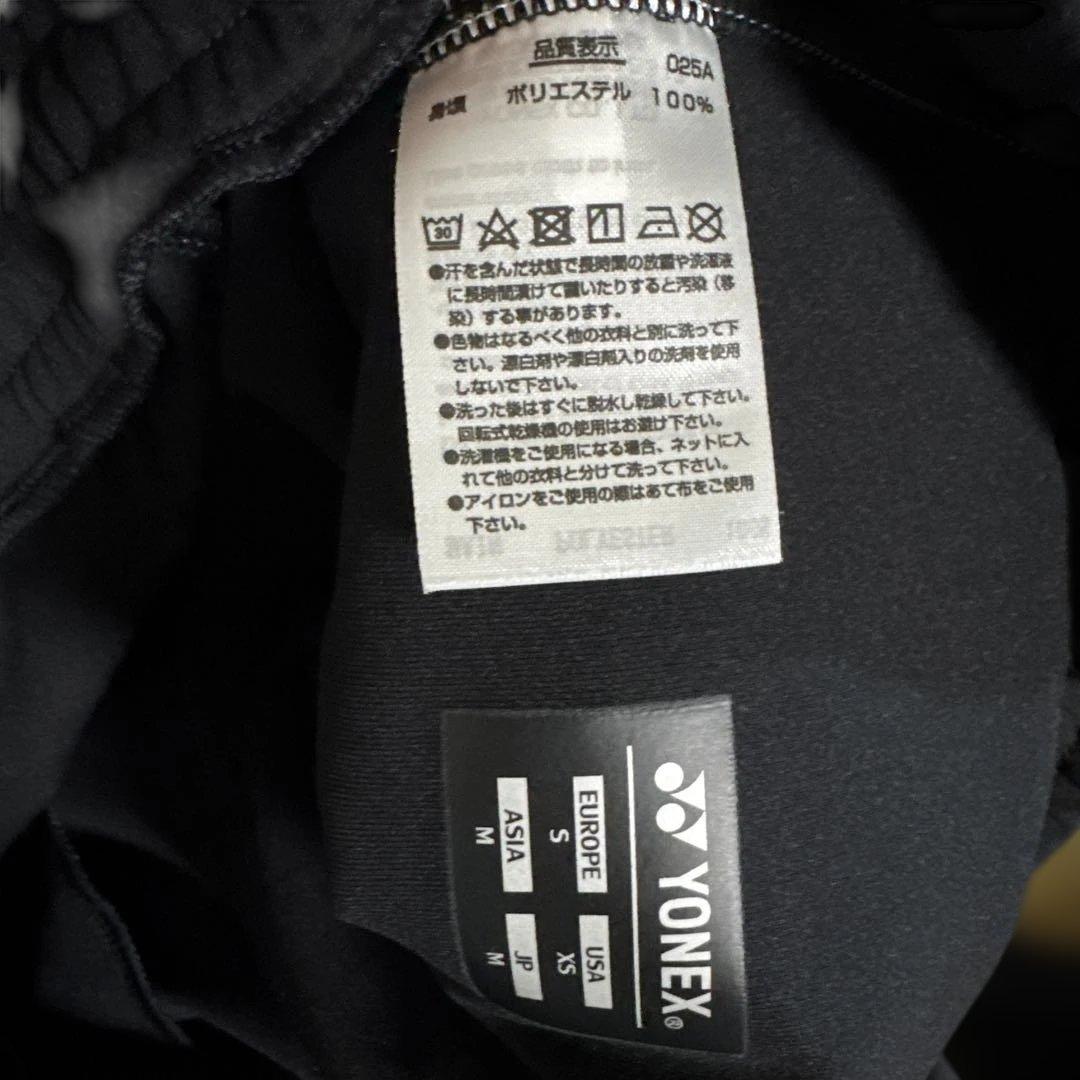 品質表示
025A
身頃 ポリエステル 100%
30
●汗を含んだ状態で長時間の放置や洗濯液
に長時間漬けて置いたりすると汚染（移
染）する事があります。
●色物はなるべく他の衣料と別に洗って下
さい。漂白剤や漂白剤入りの洗剤を使用
しないで下さい。
●洗った後はすぐに脱水し乾燥して下さい。
回転式乾燥機の使用はお避け下さい。
●洗濯機をご使用になる場合、ネットに入
れて他の衣料と分けて洗って下さい。
●アイロンをご使用の際はあて布をご使用
下さい。
YONEX®
EUROPE USA
S XS
ASIA JP
M M